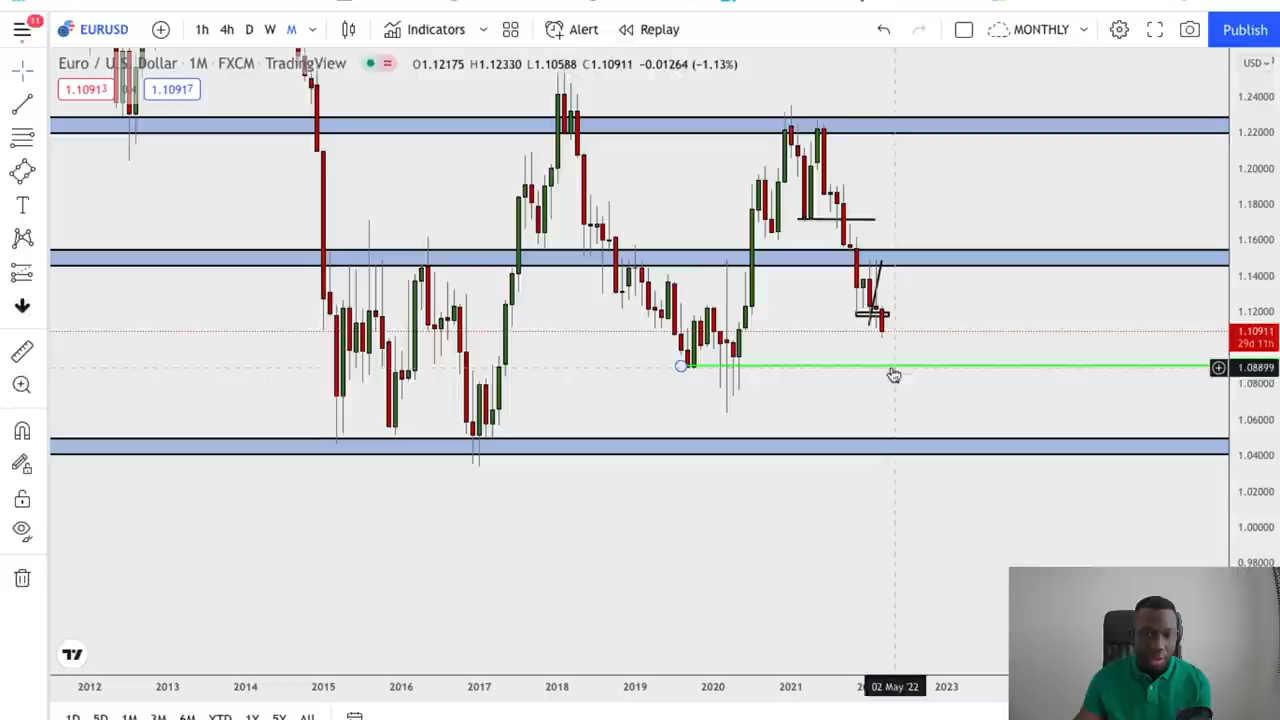 11
EURUSD
1h 4h D W M
Indicators
Alert
Replay
MONTHLY
Publish
Euro / U.S. Dollar · 1M · FXCM · TradingView
O1.12175 H1.12330 L1.10588 C1.10911 -0.01264 (-1.13%)
USD
1.10913
0.4
1.10917
1.24000
1.22000
1.20000
1.18000
1.16000
1.14000
1.12000
1.10911
29d 11h
1.08899
1.08000
1.06000
1.04000
1.02000
1.00000
0.98000
2012 2013 2014 2015 2016 2017 2018 2019 2020 2021 02 May '22 2023
1D 5D 1M 3M 6M YTD 1Y 5Y All